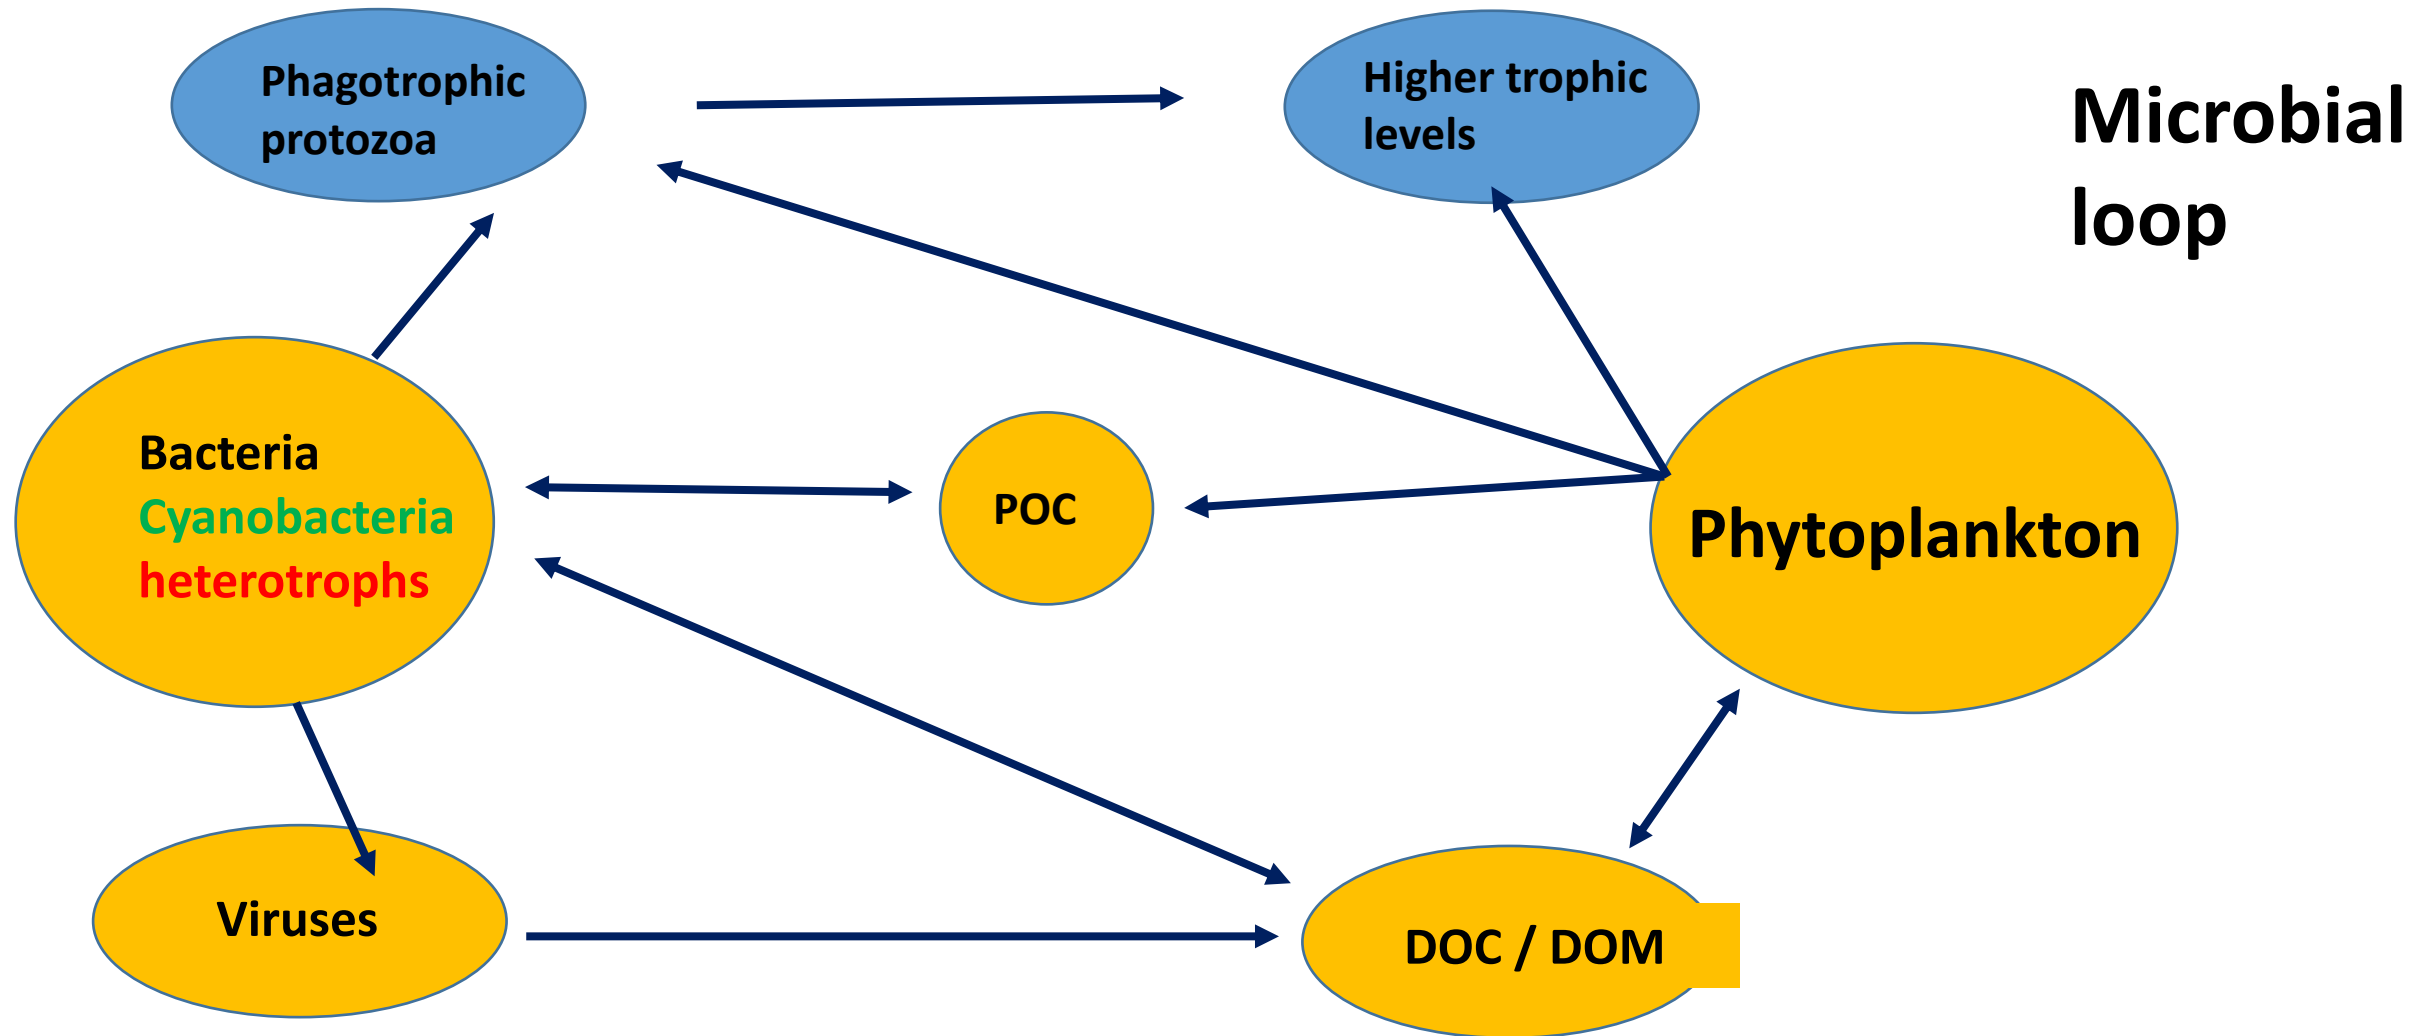 Phagotrophic
protozoa
Higher trophic
levels
Microbial
loop
Bacteria
Cyanobacteria
heterotrophs
POC
Phytoplankton
Viruses
DOC / DOM